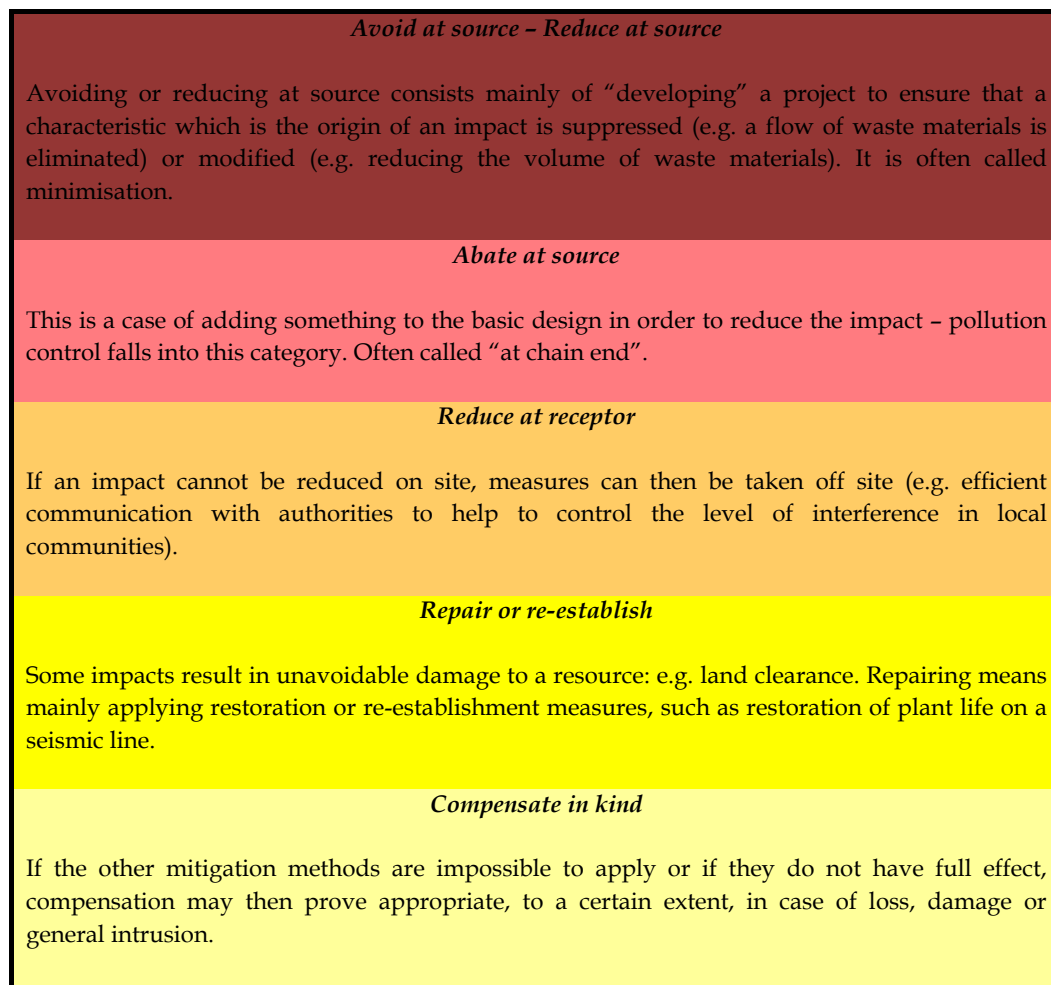 Avoid at source – Reduce at source
Avoiding or reducing at source consists mainly of “developing” a project to ensure that a
characteristic which is the origin of an impact is suppressed (e.g. a flow of waste materials is
eliminated) or modified (e.g. reducing the volume of waste materials). It is often called
minimisation.
Abate at source
This is a case of adding something to the basic design in order to reduce the impact – pollution
control falls into this category. Often called “at chain end”.
Reduce at receptor
If an impact cannot be reduced on site, measures can then be taken off site (e.g. efficient
communication with authorities to help to control the level of interference in local
communities).
Repair or re-establish
Some impacts result in unavoidable damage to a resource: e.g. land clearance. Repairing means
mainly applying restoration or re-establishment measures, such as restoration of plant life on a
seismic line.
Compensate in kind
If the other mitigation methods are impossible to apply or if they do not have full effect,
compensation may then prove appropriate, to a certain extent, in case of loss, damage or
general intrusion.